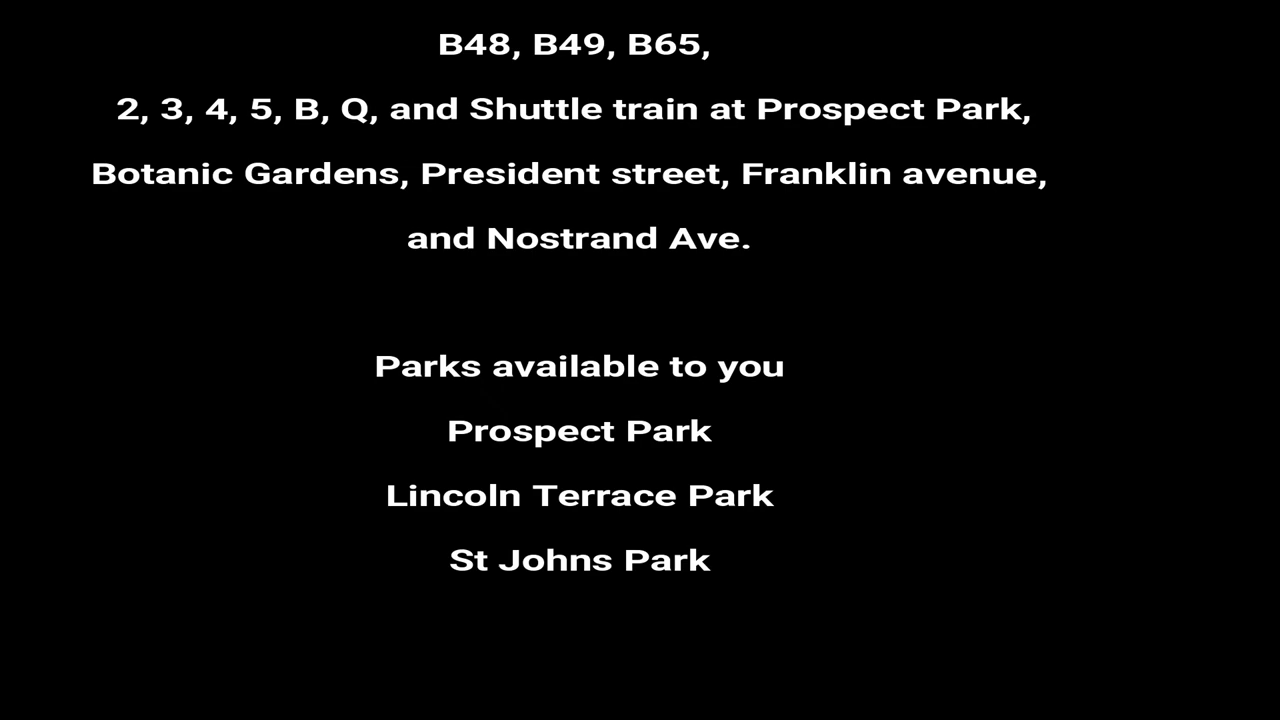 B48, B49, B65,
2, 3, 4, 5, B, Q, and Shuttle train at Prospect Park,
Botanic Gardens, President street, Franklin avenue,
and Nostrand Ave.
Parks available to you
Prospect Park
Lincoln Terrace Park
St Johns Park